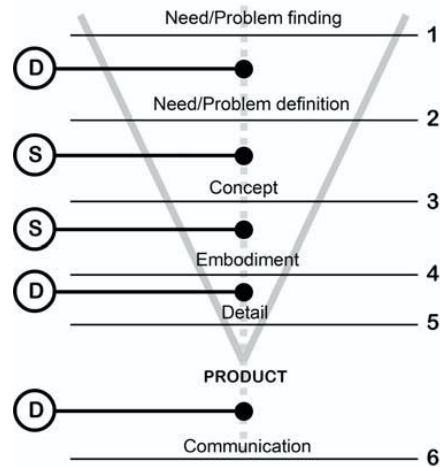 Need/Problem finding
1
D
Need/Problem definition
2
S
Concept
3
S
Embodiment
4
D
Detail
5
PRODUCT
D
Communication
6